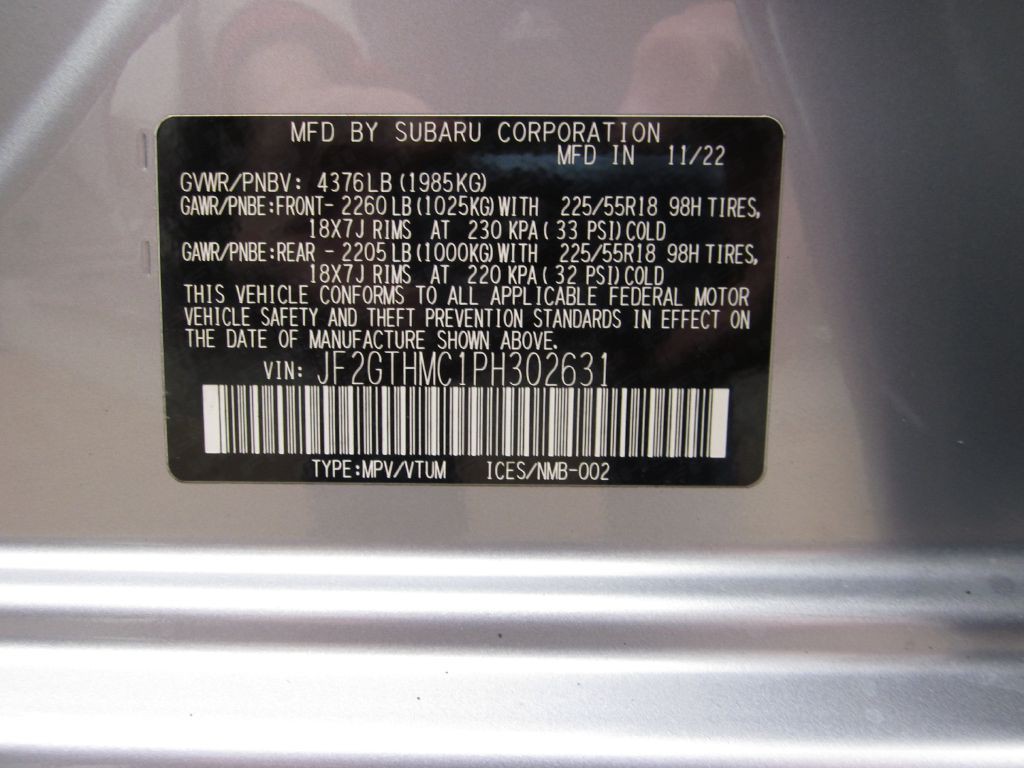 MFD BY SUBARU CORPORATION
MFD IN 11/22
GVWR/PNBV: 4376LB (1985KG)
GAWR/PNBE:FRONT- 2260 LB (1025KG) WITH 225/55R18 98H TIRES,
18X7J RIMS AT 230 KPA ( 33 PSI) COLD
GAWR/PNBE:REAR - 2205 LB (1000KG) WITH 225/55R18 98H TIRES,
18X7J RIMS AT 220 KPA ( 32 PSI) COLD
THIS VEHICLE CONFORMS TO ALL APPLICABLE FEDERAL MOTOR
VEHICLE SAFETY AND THEFT PREVENTION STANDARDS IN EFFECT ON
THE DATE OF MANUFACTURE SHOWN ABOVE.
VIN: JF2GTHMC1PH302631
TYPE:MPV/VTUM ICES/NMB-002